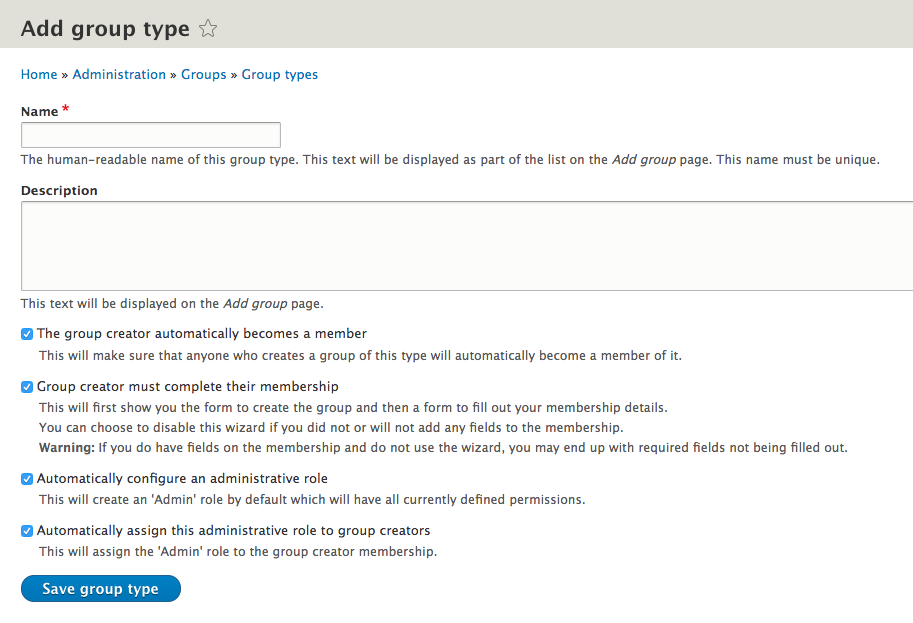 Add group type
Home » Administration » Groups » Group types
Name *
The human-readable name of this group type. This text will be displayed as part of the list on the Add group page. This name must be unique.
Description
This text will be displayed on the Add group page.
The group creator automatically becomes a member
This will make sure that anyone who creates a group of this type will automatically become a member of it.
Group creator must complete their membership
This will first show you the form to create the group and then a form to fill out your membership details.
You can choose to disable this wizard if you did not or will not add any fields to the membership.
Warning: If you do have fields on the membership and do not use the wizard, you may end up with required fields not being filled out.
Automatically configure an administrative role
This will create an 'Admin' role by default which will have all currently defined permissions.
Automatically assign this administrative role to group creators
This will assign the 'Admin' role to the group creator membership.
Save group type